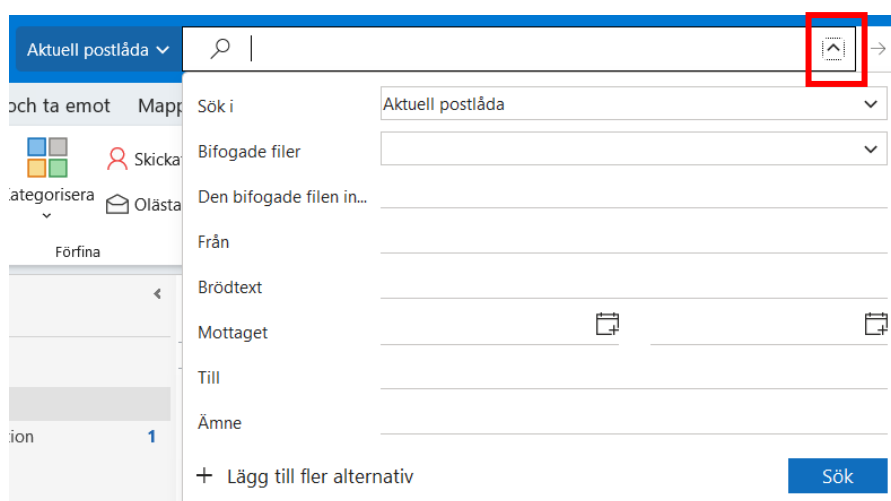 Aktuell postlåda
och ta emot Mapp
Sök i Aktuell postlåda
Skicka
Bifogade filer
Kategorisera
Olästa
Den bifogade filen in...
Förfina
Från
Brödtext
Mottaget
Till
Ämne
tion 1
+ Lägg till fler alternativ Sök